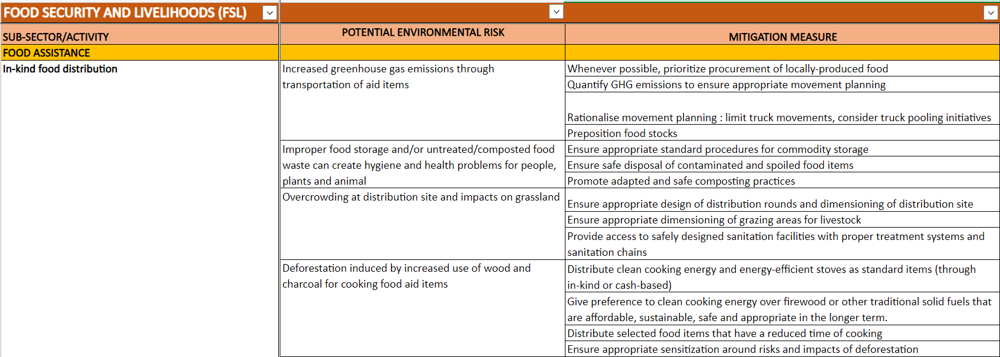 FOOD SECURITY AND LIVELIHOODS (FSL)
SUB-SECTOR/ACTIVITY
POTENTIAL ENVIRONMENTAL RISK
MITIGATION MEASURE
FOOD ASSISTANCE
In-kind food distribution
Increased greenhouse gas emissions through
transportation of aid items
Whenever possible, prioritize procurement of locally-produced food
Quantify GHG emissions to ensure appropriate movement planning
Rationalise movement planning : limit truck movements, consider truck pooling initiatives
Preposition food stocks
Improper food storage and/or untreated/composted food
waste can create hygiene and health problems for people,
plants and animal
Ensure appropriate standard procedures for commodity storage
Ensure safe disposal of contaminated and spoiled food items
Promote adapted and safe composting practices
Overcrowding at distribution site and impacts on grassland
Ensure appropriate design of distribution rounds and dimensioning of distribution site
Ensure appropriate dimensioning of grazing areas for livestock
Provide access to safely designed sanitation facilities with proper treatment systems and
sanitation chains
Deforestation induced by increased use of wood and
charcoal for cooking food aid items
Distribute clean cooking energy and energy-efficient stoves as standard items (through
in-kind or cash-based)
Give preference to clean cooking energy over firewood or other traditional solid fuels that
are affordable, sustainable, safe and appropriate in the longer term.
Distribute selected food items that have a reduced time of cooking
Ensure appropriate sensitization around risks and impacts of deforestation